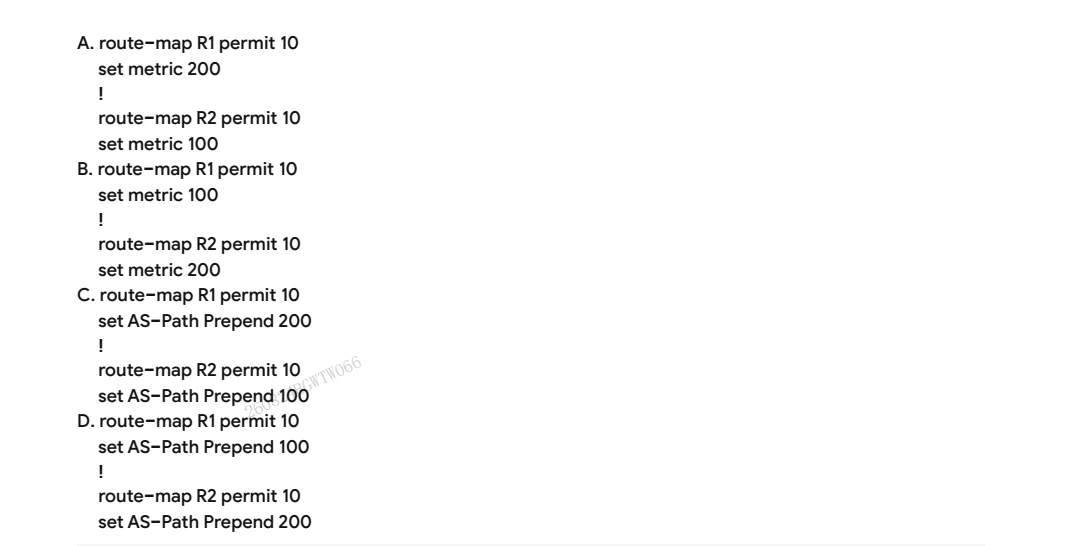 A. route-map R1 permit 10
set metric 200
!
route-map R2 permit 10
set metric 100
B. route-map R1 permit 10
set metric 100
!
route-map R2 permit 10
set metric 200
C. route-map R1 permit 10
set AS-Path Prepend 200
!
route-map R2 permit 10
set AS-Path Prepend 100
D. route-map R1 permit 10
set AS-Path Prepend 100
!
route-map R2 permit 10
set AS-Path Prepend 200